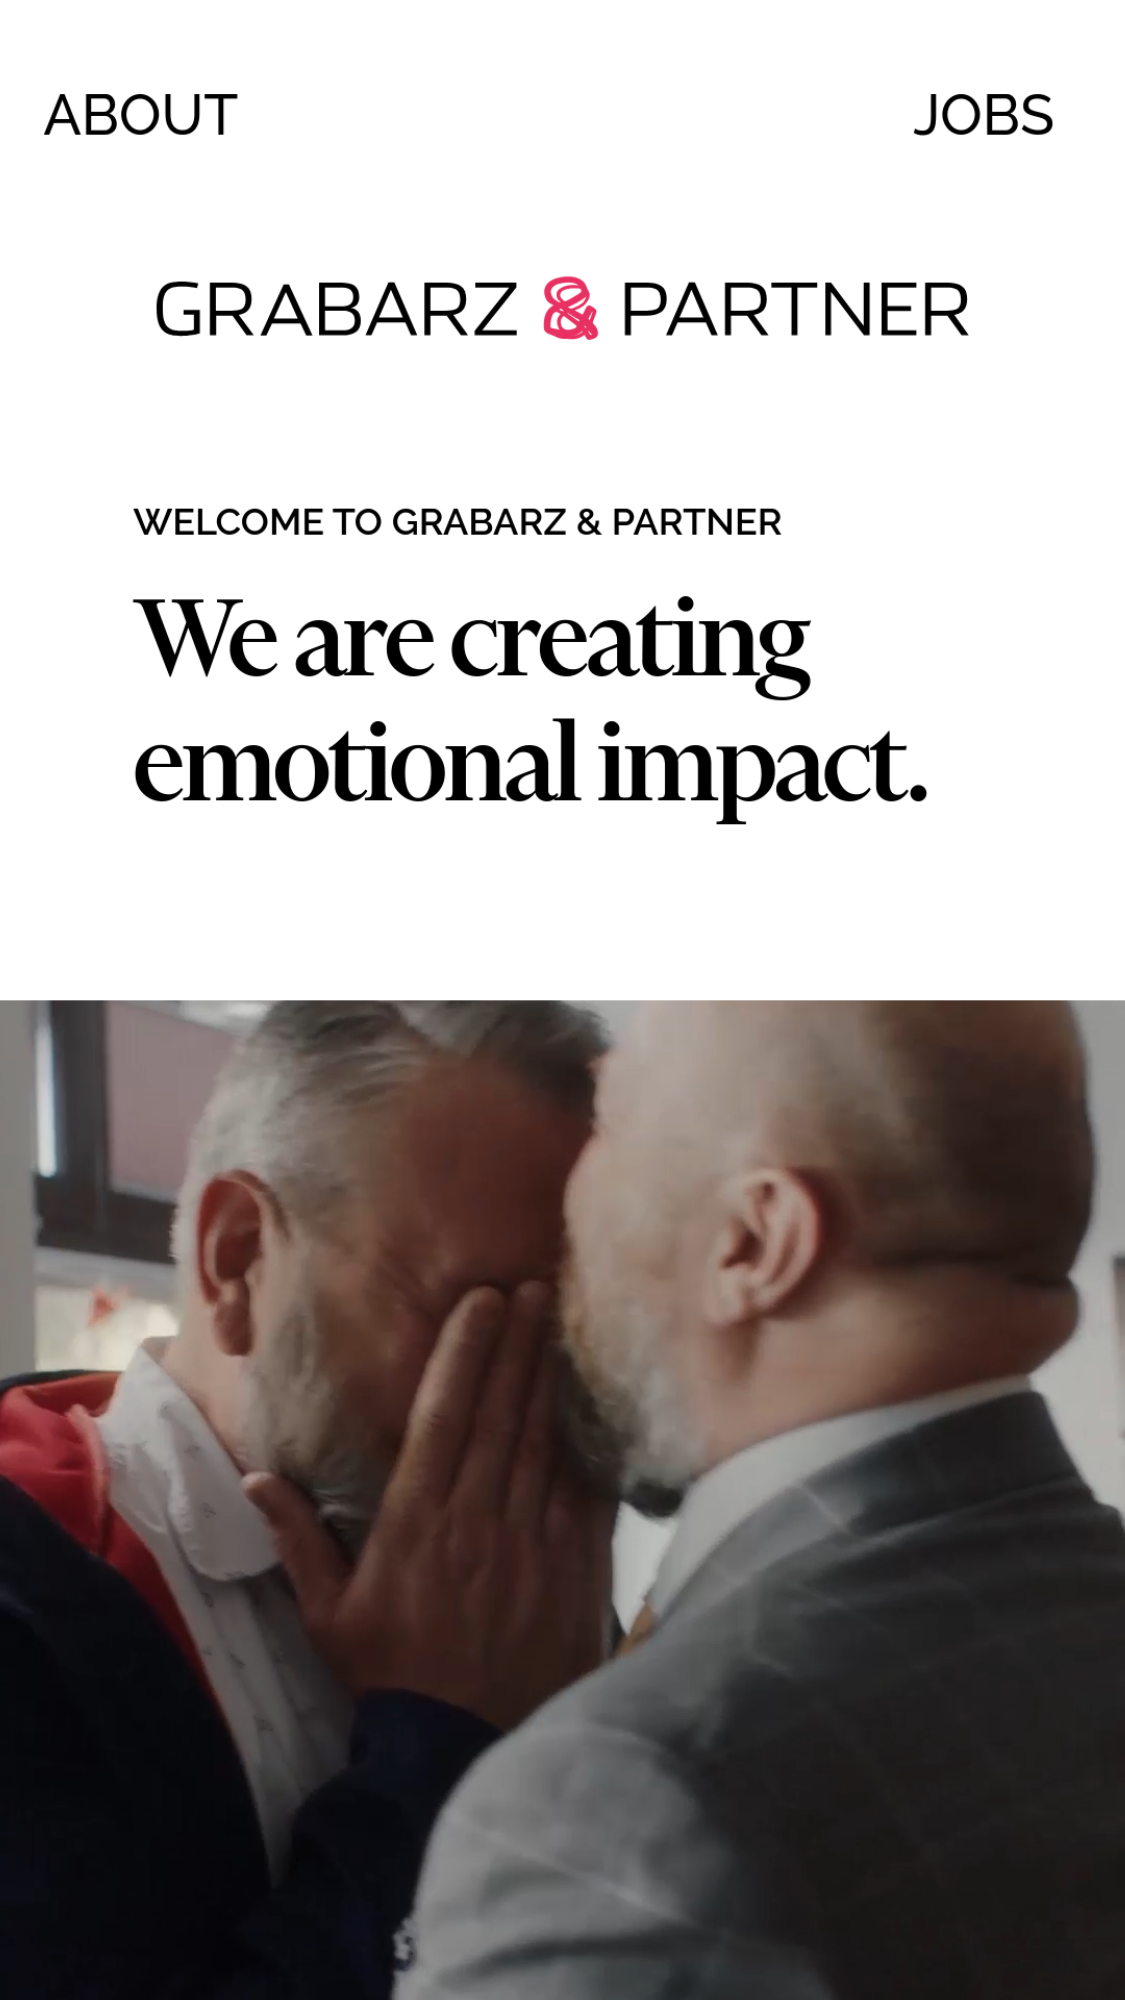 ABOUT
JOBS
GRABARZ & PARTNER
WELCOME TO GRABARZ & PARTNER
We are creating
emotional impact.